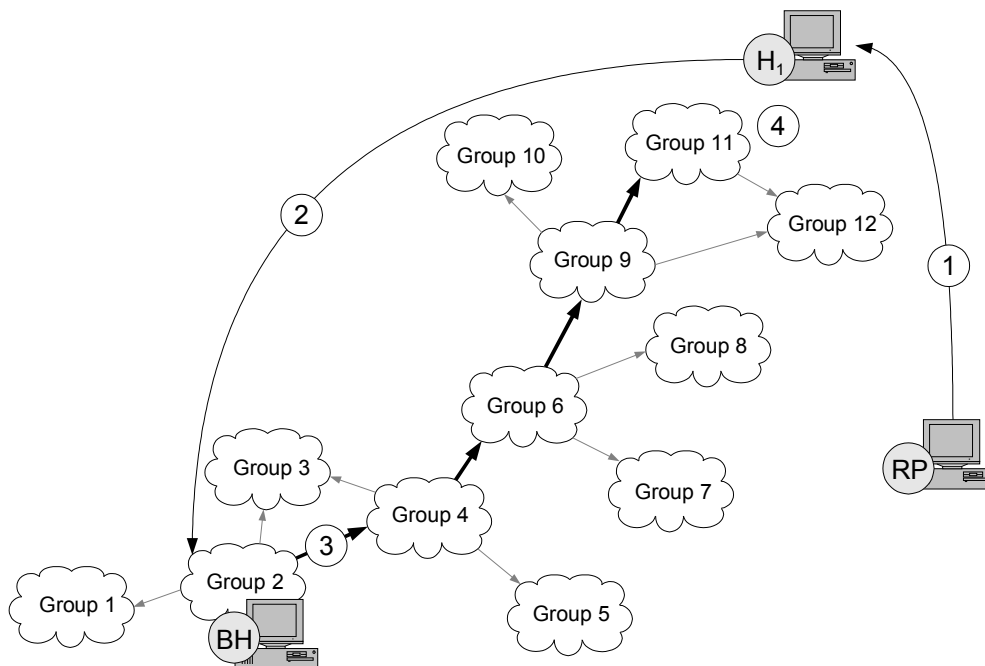 H1
4
Group 11
Group 10
2
Group 12
Group 9
1
Group 8
Group 6
RP
Group 3
Group 7
Group 4
3
Group 2
Group 1
Group 5
BH